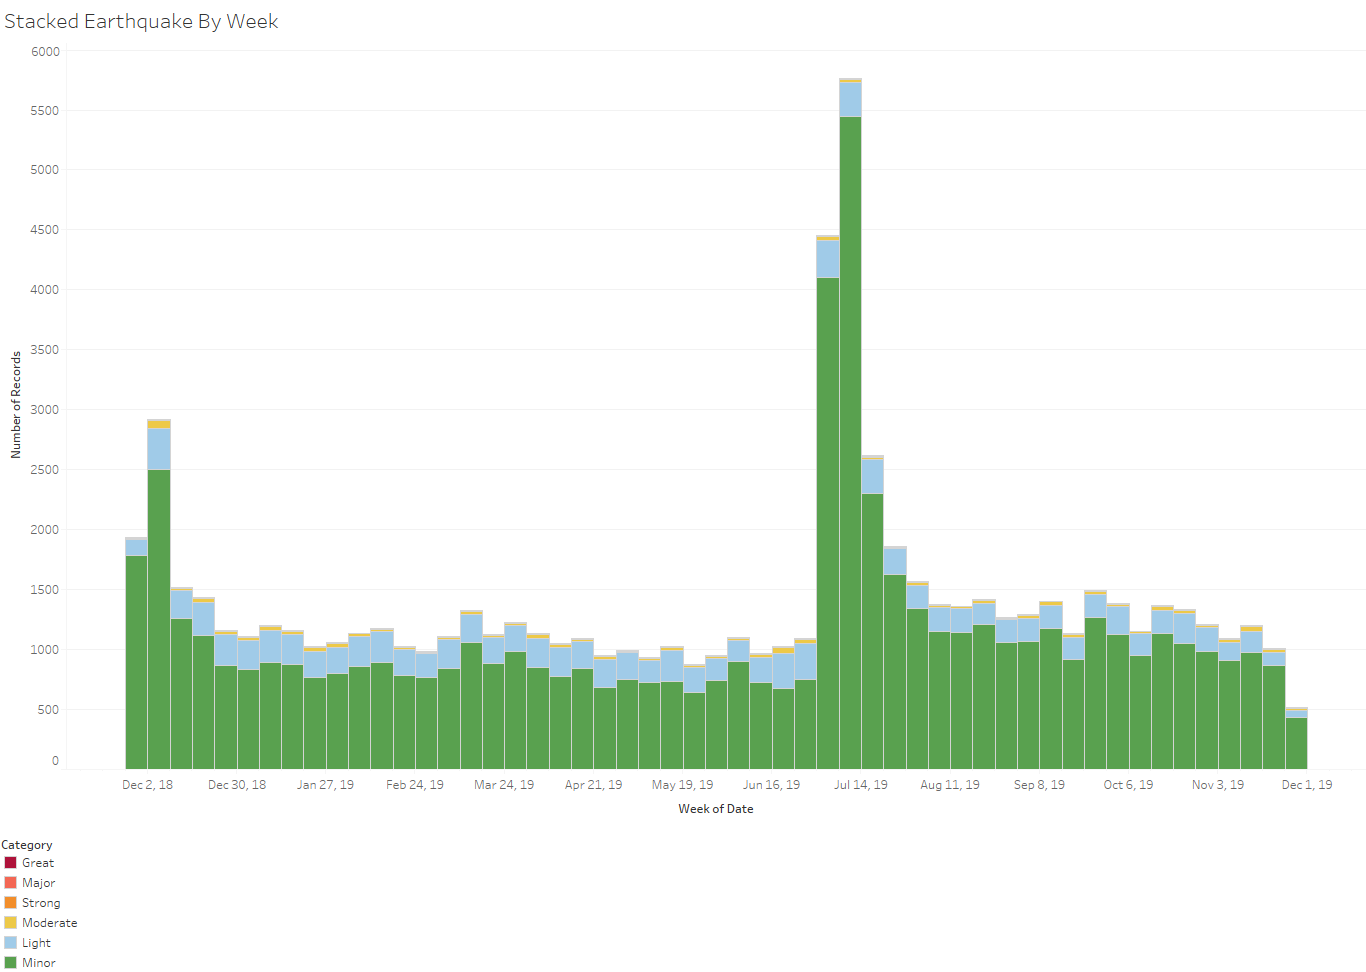 Stacked Earthquake By Week
6000
5500
5000
4500
4000
3500
3000
2500
2000
1500
1000
500
0
Number of Records
Dec 2, 18 Dec 30, 18 Jan 27, 19 Feb 24, 19 Mar 24, 19 Apr 21, 19 May 19, 19 Jun 16, 19 Jul 14, 19 Aug 11, 19 Sep 8, 19 Oct 6, 19 Nov 3, 19 Dec 1, 19
Week of Date
Category
Great
Major
Strong
Moderate
Light
Minor